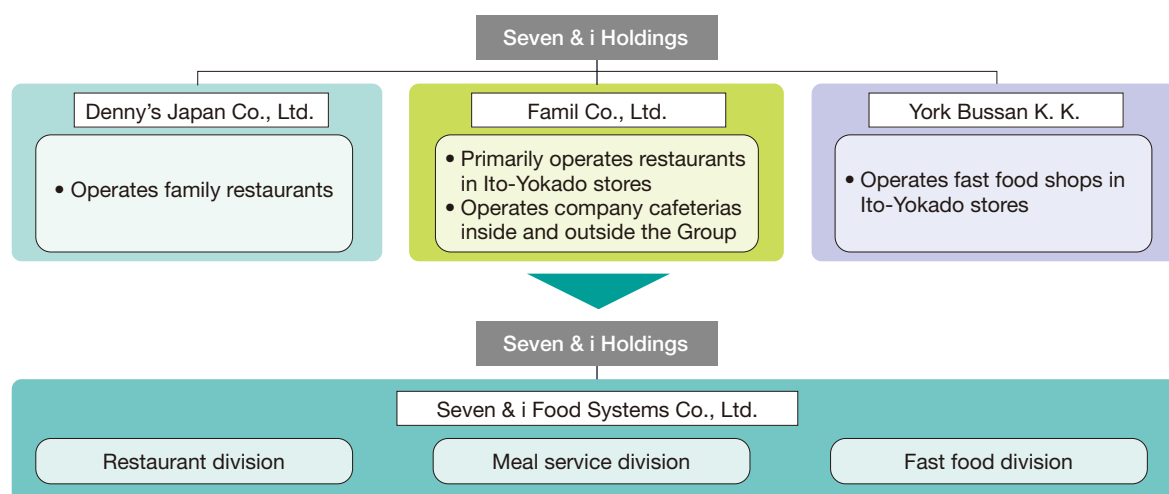 Seven & i Holdings
Denny's Japan Co., Ltd.
• Operates family restaurants
Famil Co., Ltd.
• Primarily operates restaurants
in Ito-Yokado stores
• Operates company cafeterias
inside and outside the Group
York Bussan K. K.
• Operates fast food shops in
Ito-Yokado stores
Seven & i Holdings
Seven & i Food Systems Co., Ltd.
Restaurant division
Meal service division
Fast food division